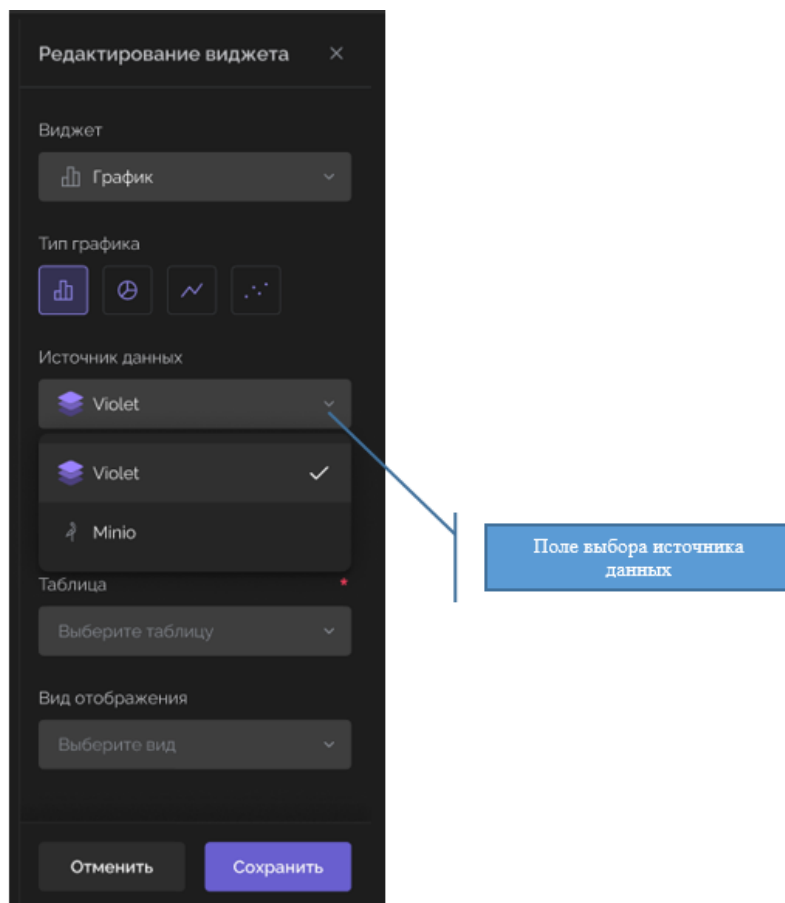 Редактирование виджета
Виджет
График
Тип графика
Источник данных
Violet
Violet
Minio
Поле выбора источника
данных
Таблица *
Выберите таблицу
Вид отображения
Выберите вид
Отменить
Сохранить